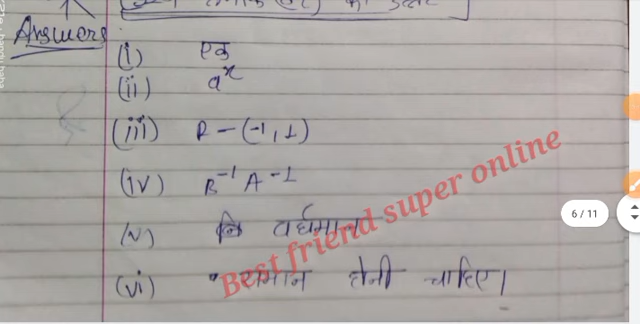 Answers
(i) एक
(ii) a^x
(iii) R - (-1, 1)
(iv) B^-1 A^-1
(v) वर्धमान
(vi) समान होनी चाहिए।
Best friend super online
6 / 11